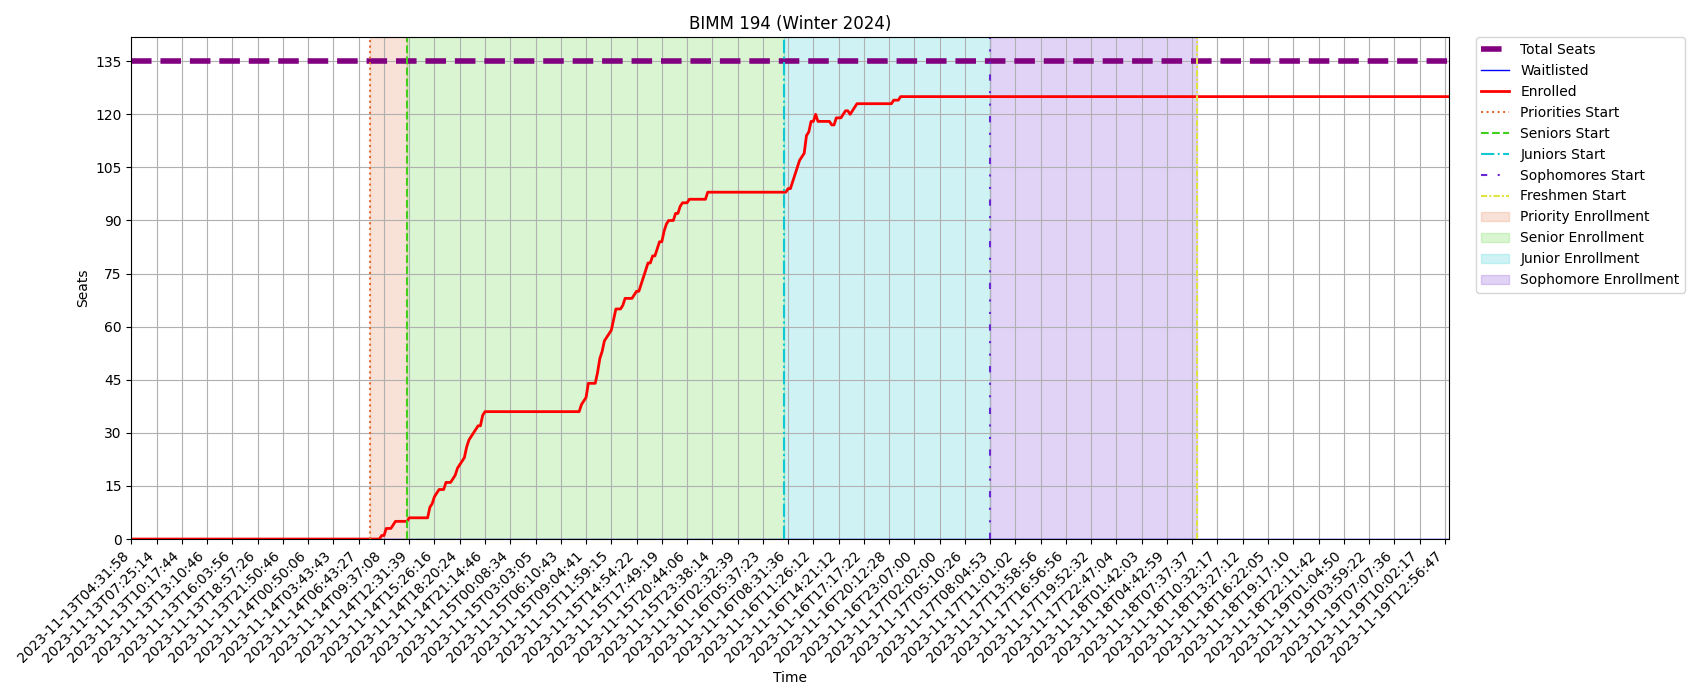 BIMM 194 (Winter 2024)
Seats
135
120
105
90
75
60
45
30
15
0
2023-11-13T04:31:58
2023-11-13T07:25:14
2023-11-13T10:17:44
2023-11-13T13:10:46
2023-11-13T16:03:56
2023-11-13T18:57:26
2023-11-13T21:50:46
2023-11-14T00:50:06
2023-11-14T03:43:43
2023-11-14T06:43:27
2023-11-14T09:37:08
2023-11-14T12:31:39
2023-11-14T15:26:16
2023-11-14T18:20:24
2023-11-14T21:14:46
2023-11-15T00:08:34
2023-11-15T03:03:05
2023-11-15T06:10:43
2023-11-15T09:04:41
2023-11-15T11:59:15
2023-11-15T14:54:22
2023-11-15T17:49:19
2023-11-15T20:44:06
2023-11-15T23:38:14
2023-11-16T02:32:39
2023-11-16T05:37:23
2023-11-16T08:31:36
2023-11-16T11:26:12
2023-11-16T14:21:12
2023-11-16T17:17:22
2023-11-16T20:12:28
2023-11-16T23:07:00
2023-11-17T02:02:00
2023-11-17T05:10:26
2023-11-17T08:04:53
2023-11-17T11:01:02
2023-11-17T13:58:56
2023-11-17T16:56:56
2023-11-17T19:52:32
2023-11-17T22:47:04
2023-11-18T01:42:03
2023-11-18T04:42:59
2023-11-18T07:37:37
2023-11-18T10:32:17
2023-11-18T13:27:12
2023-11-18T16:22:05
2023-11-18T19:17:10
2023-11-18T22:11:42
2023-11-19T01:04:50
2023-11-19T03:59:22
2023-11-19T07:07:36
2023-11-19T10:02:17
2023-11-19T12:56:47
Time
Total Seats
Waitlisted
Enrolled
Priorities Start
Seniors Start
Juniors Start
Sophomores Start
Freshmen Start
Priority Enrollment
Senior Enrollment
Junior Enrollment
Sophomore Enrollment